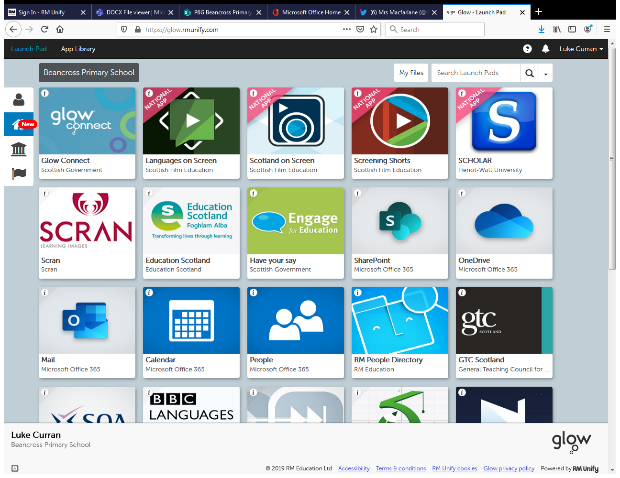 Sign In - RM Unify
DOCX File viewer | Mic
P6G Beancross Primary
Microsoft Office Home
(6) Mrs Macfarlane (@
Glow - Launch Pad
https://glow.rmunify.com
Search
Launch Pad
App Library
Luke Curran
Beancross Primary School
My Files
Search Launch Pads
New
glow connect
NATIONAL APP
NATIONAL APP
NATIONAL APP
NATIONAL APP
S
Glow Connect
Scottish Government
Languages on Screen
Scottish Film Education
Scotland on Screen
Scottish Film Education
Screening Shorts
Scottish Film Education
SCHOLAR
Heriot-Watt University
SCRAN
LEARNING IMAGES
Education
Scotland
Foghlam Alba
Transforming lives through learning
Engage
for Education
Scran
Scran
Education Scotland
Education Scotland
Have your say
Scottish Government
SharePoint
Microsoft Office 365
OneDrive
Microsoft Office 365
gtc
SCOTLAND
Mail
Microsoft Office 365
Calendar
Microsoft Office 365
People
Microsoft Office 365
RM People Directory
RM Education
GTC Scotland
General Teaching Council for ...
SQA
BBC
LANGUAGES
Luke Curran
Beancross Primary School
glow
© 2019 RM Education Ltd
Accessibility
Terms & conditions
RM Unify cookies
Glow privacy policy
Powered by RM Unify